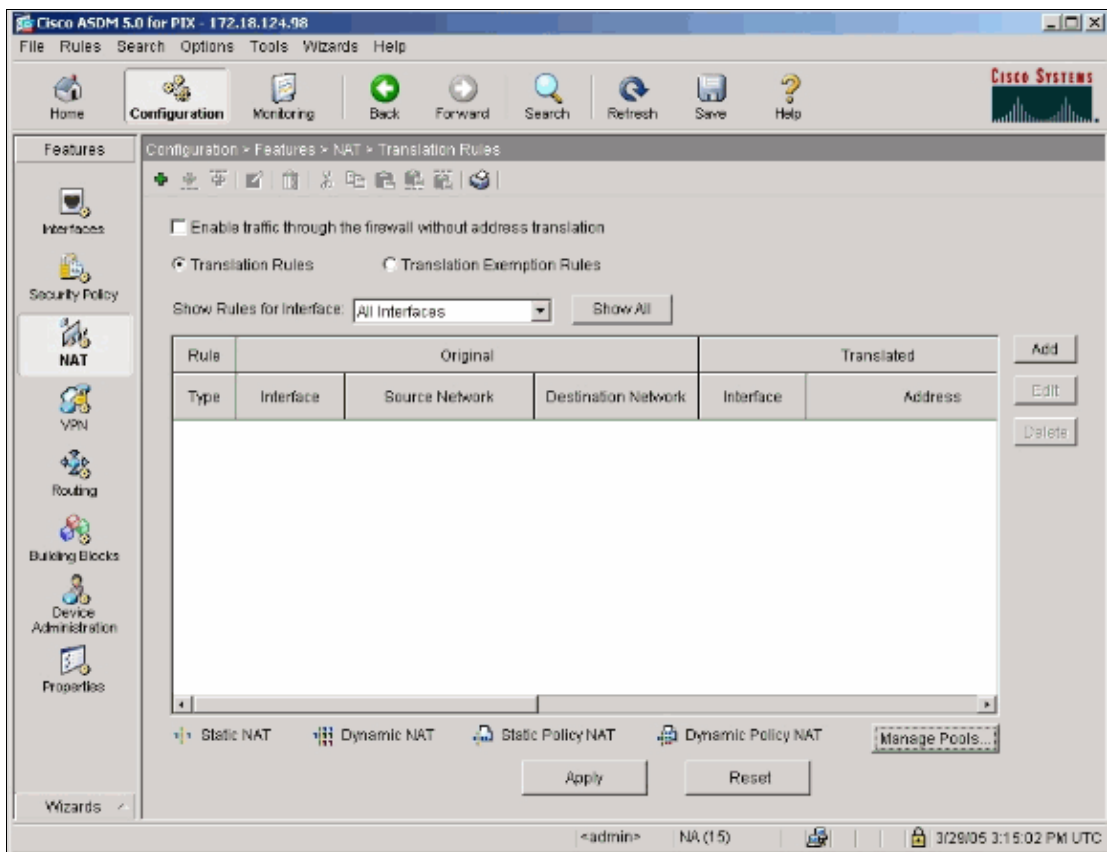 Cisco ASDM 5.0 for PIX - 172.18.124.98
File Rules Search Options Tools Wizards Help
Home
Configuration
Monitoring
Back
Forward
Search
Refresh
Save
Help
CISCO SYSTEMS
Features
Configuration > Features > NAT > Translation Rules
Interfaces
Security Policy
NAT
VPN
Routing
Building Blocks
Device Administration
Properties
Wizards
Enable traffic through the firewall without address translation
Translation Rules
Translation Exemption Rules
Show Rules for Interface: All Interfaces Show All
Rule Original Translated
Type Interface Source Network Destination Network Interface Address
Add
Edit
Delete
Static NAT Dynamic NAT Static Policy NAT Dynamic Policy NAT Manage Pools...
Apply Reset
<admin> NA (15) 3/29/05 3:15:02 PM UTC